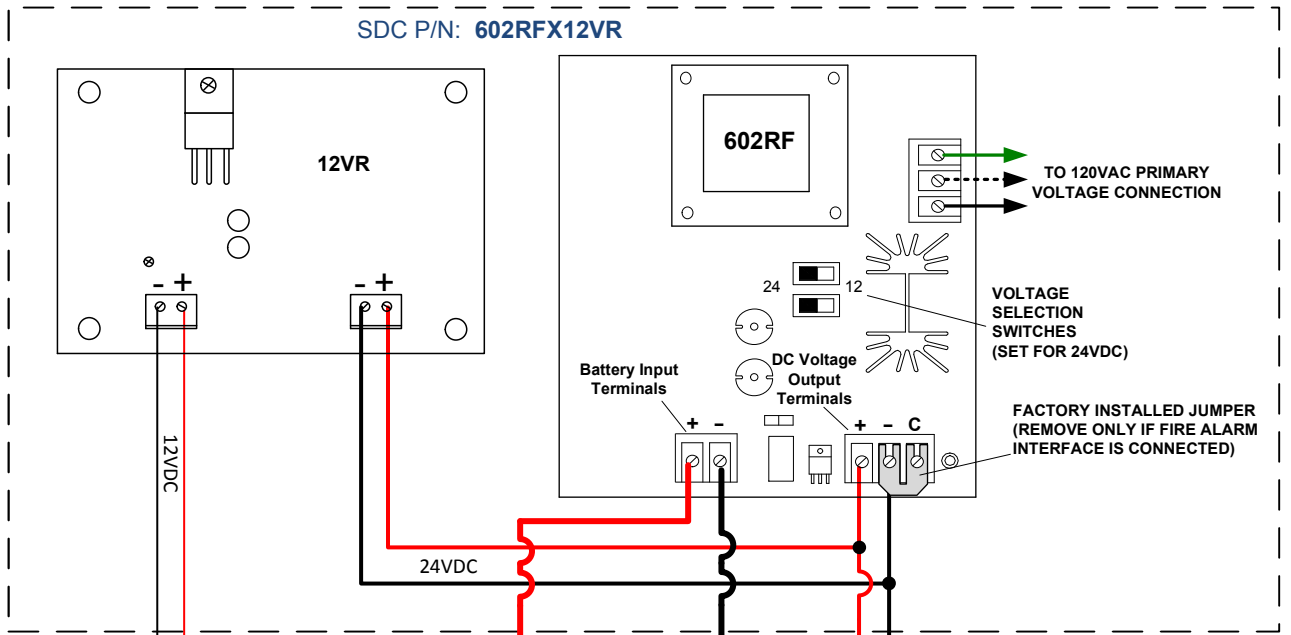 SDC P/N: 602RFX12VR
12VR
- +
- +
12VDC
24VDC
602RF
TO 120VAC PRIMARY
VOLTAGE CONNECTION
24
12
VOLTAGE
SELECTION
SWITCHES
(SET FOR 24VDC)
Battery Input
Terminals
+ -
DC Voltage
Output
Terminals
+ - C
FACTORY INSTALLED JUMPER
(REMOVE ONLY IF FIRE ALARM
INTERFACE IS CONNECTED)